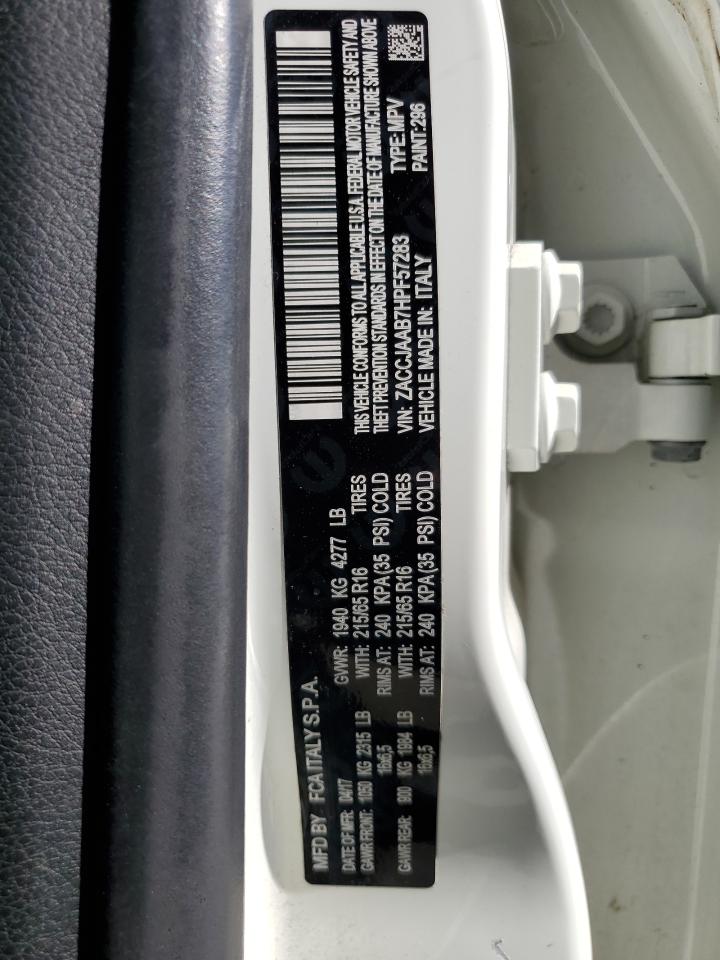 MFD BY FCA ITALY S.P.A.
DATE OF MFR: 04/17 GVWR: 1940 KG 4277 LB
GAWR FRONT: 1050 KG 2315 LB WITH: 215/65 R16 TIRES
16x6,5 RIMS AT: 240 KPA (35 PSI) COLD
GAWR REAR: 900 KG 1984 LB WITH: 215/65 R16 TIRES
16x6,5 RIMS AT: 240 KPA (35 PSI) COLD
THIS VEHICLE CONFORMS TO ALL APPLICABLE U.S.A. FEDERAL MOTOR VEHICLE SAFETY AND
THEFT PREVENTION STANDARDS IN EFFECT ON THE DATE OF MANUFACTURE SHOWN ABOVE
VIN: ZACCJAAB7HPF57283 TYPE: MPV
VEHICLE MADE IN: ITALY PAINT: 296